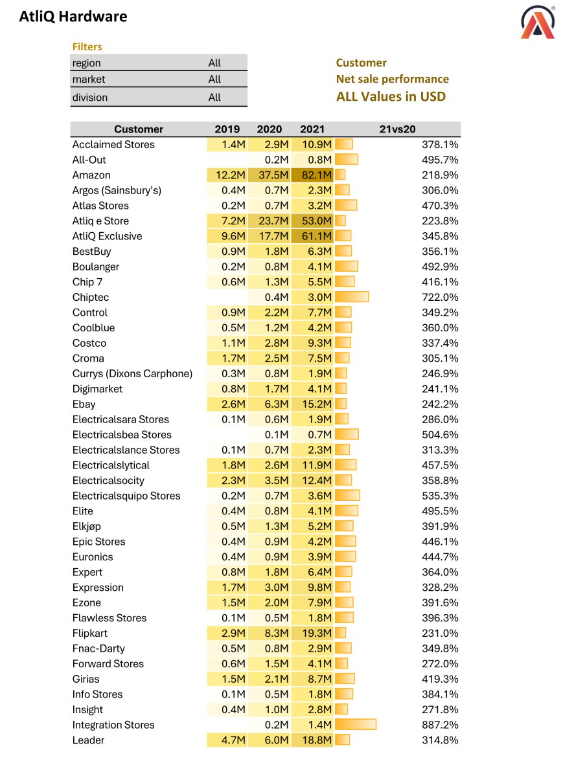 AtliQ Hardware
Filters
region All
market All
division All
Customer
Net sale performance
ALL Values in USD
Customer 2019 2020 2021 21vs20
Acclaimed Stores 1.4M 2.9M 10.9M 378.1%
All-Out 0.2M 0.8M 495.7%
Amazon 12.2M 37.5M 82.1M 218.9%
Argos (Sainsbury's) 0.4M 0.7M 2.3M 306.0%
Atlas Stores 0.2M 0.7M 3.2M 470.3%
Atliq e Store 7.2M 23.7M 53.0M 223.8%
AtliQ Exclusive 9.6M 17.7M 61.1M 345.8%
BestBuy 0.9M 1.8M 6.3M 356.1%
Boulanger 0.2M 0.8M 4.1M 492.9%
Chip 7 0.6M 1.3M 5.5M 416.1%
Chiptec 0.4M 3.0M 722.0%
Control 0.9M 2.2M 7.7M 349.2%
Coolblue 0.5M 1.2M 4.2M 360.0%
Costco 1.1M 2.8M 9.3M 337.4%
Croma 1.7M 2.5M 7.5M 305.1%
Currys (Dixons Carphone) 0.3M 0.8M 1.9M 246.9%
Digimarket 0.8M 1.7M 4.1M 241.1%
Ebay 2.6M 6.3M 15.2M 242.2%
Electricalsara Stores 0.1M 0.6M 1.9M 286.0%
Electricalsbea Stores 0.1M 0.7M 504.6%
Electricalslance Stores 0.1M 0.7M 2.3M 313.3%
Electricalslytical 1.8M 2.6M 11.9M 457.5%
Electricalsocity 2.3M 3.5M 12.4M 358.8%
Electricalsquipo Stores 0.2M 0.7M 3.6M 535.3%
Elite 0.4M 0.8M 4.1M 495.5%
Elkjøp 0.5M 1.3M 5.2M 391.9%
Epic Stores 0.4M 0.9M 4.2M 446.1%
Euronics 0.4M 0.9M 3.9M 444.7%
Expert 0.8M 1.8M 6.4M 364.0%
Expression 1.7M 3.0M 9.8M 328.2%
Ezone 1.5M 2.0M 7.9M 391.6%
Flawless Stores 0.1M 0.5M 1.8M 396.3%
Flipkart 2.9M 8.3M 19.3M 231.0%
Fnac-Darty 0.5M 0.8M 2.9M 349.8%
Forward Stores 0.6M 1.5M 4.1M 272.0%
Girias 1.5M 2.1M 8.7M 419.3%
Info Stores 0.1M 0.5M 1.8M 384.1%
Insight 0.4M 1.0M 2.8M 271.8%
Integration Stores 0.2M 1.4M 887.2%
Leader 4.7M 6.0M 18.8M 314.8%